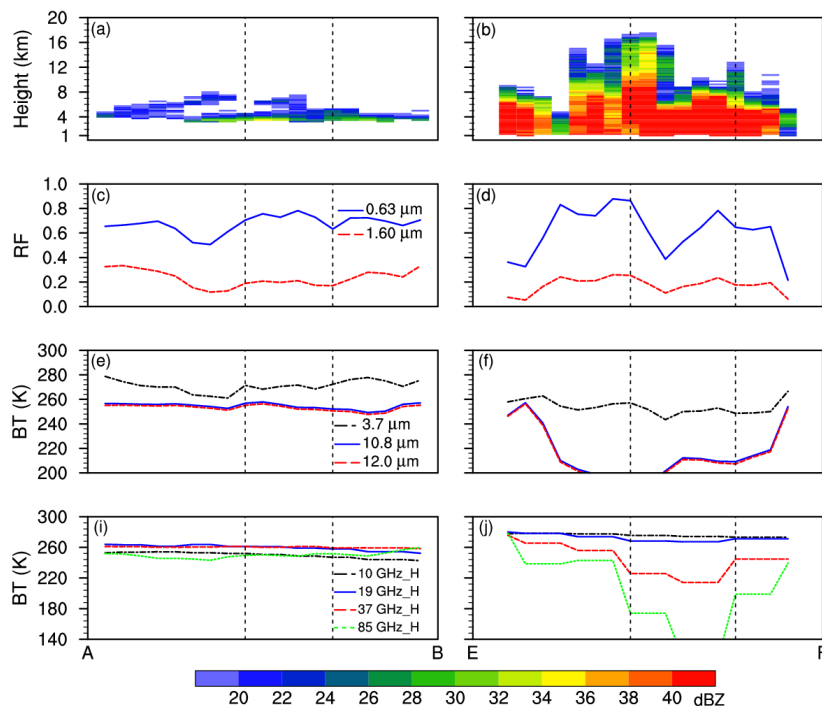 (a)
(b)
Height (km)
20
16
12
8
4
1
(c)
(d)
RF
1.0
0.8
0.6
0.4
0.2
0.0
0.63 μm
1.60 μm
(e)
(f)
BT (K)
300
280
260
240
220
200
3.7 μm
10.8 μm
12.0 μm
(i)
(j)
BT (K)
300
260
220
180
140
10 GHz_H
19 GHz_H
37 GHz_H
85 GHz_H
A
B
E
20 22 24 26 28 30 32 34 36 38 40 dBZ